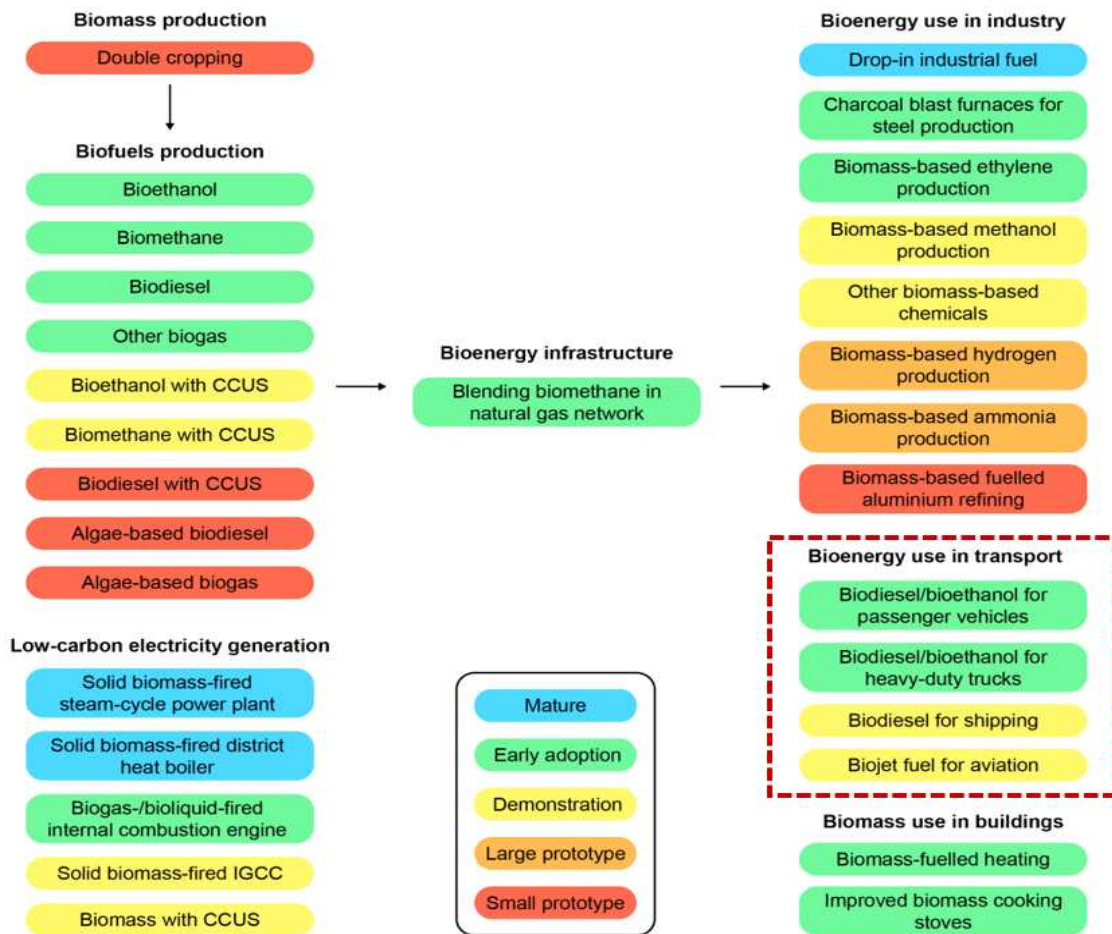 Biomass production
Double cropping
Biofuels production
Bioethanol
Biomethane
Biodiesel
Other biogas
Bioethanol with CCUS
Biomethane with CCUS
Biodiesel with CCUS
Algae-based biodiesel
Algae-based biogas
Low-carbon electricity generation
Solid biomass-fired
steam-cycle power plant
Solid biomass-fired district
heat boiler
Biogas-/bioliquid-fired
internal combustion engine
Solid biomass-fired IGCC
Biomass with CCUS
Bioenergy infrastructure
Blending biomethane in
natural gas network
Mature
Early adoption
Demonstration
Large prototype
Small prototype
Bioenergy use in industry
Drop-in industrial fuel
Charcoal blast furnaces for
steel production
Biomass-based ethylene
production
Biomass-based methanol
production
Other biomass-based
chemicals
Biomass-based hydrogen
production
Biomass-based ammonia
production
Biomass-based fuelled
aluminium refining
Bioenergy use in transport
Biodiesel/bioethanol for
passenger vehicles
Biodiesel/bioethanol for
heavy-duty trucks
Biodiesel for shipping
Biojet fuel for aviation
Biomass use in buildings
Biomass-fuelled heating
Improved biomass cooking
stoves